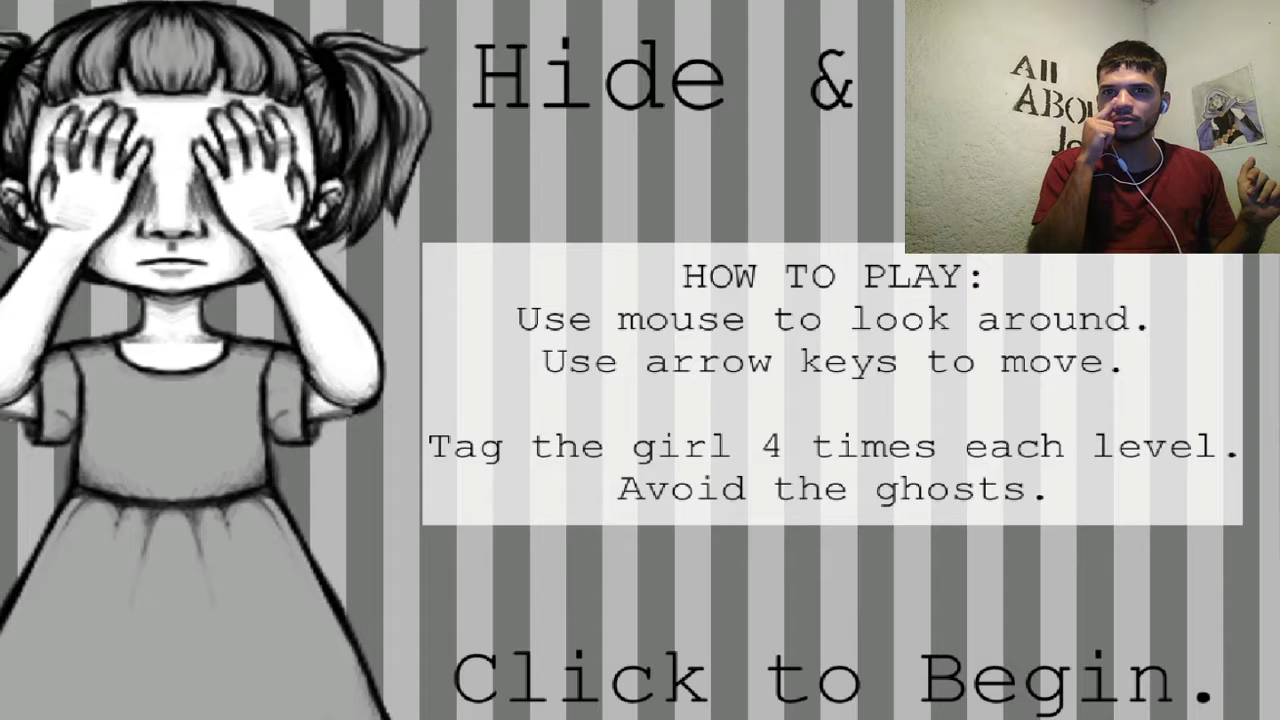 Hide &
All
ABOU
Jo
HOW TO PLAY:
Use mouse to look around.
Use arrow keys to move.
Tag the girl 4 times each level.
Avoid the ghosts.
Click to Begin.